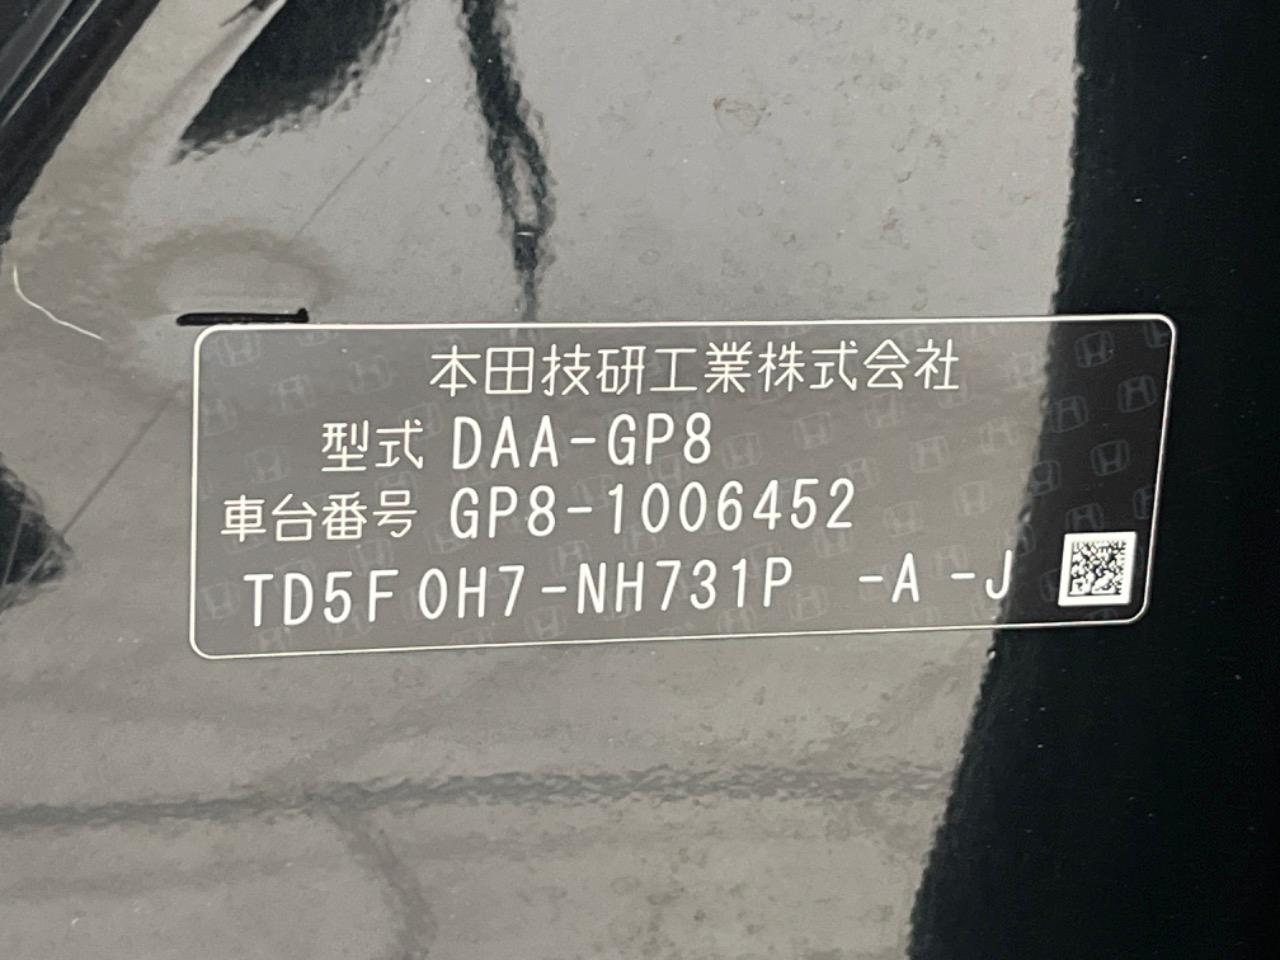 本田技研工業株式会社
型式 DAA-GP8
車台番号 GP8-1006452
TD5F0H7-NH731P -A -J